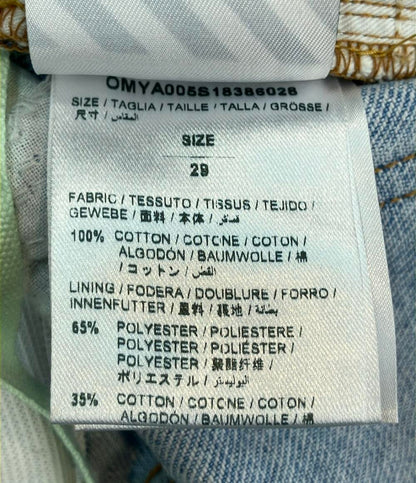 OMYA005S18386026
SIZE / TAGLIA / TAILLE / TALLA / GRÖSSE /
尺寸 / المقاس /
SIZE
29
FABRIC / TESSUTO / TISSUS / TEJIDO /
GEWEBE / 面料 / 本体 / قماش /
100% COTTON / COTONE / COTON /
ALGODÓN / BAUMWOLLE / 棉
/ コットン / القطن /
LINING / FODERA / DOUBLURE / FORRO /
INNENFUTTER / 里料 / 裏地 / بطانة /
65% POLYESTER / POLIESTERE /
POLYESTER / POLIÉSTER /
POLYESTER / 聚酯纤维 /
ポリエステル / البوليستر /
35% COTTON / COTONE / COTON /
ALGODÓN / BAUMWOLLE / 棉